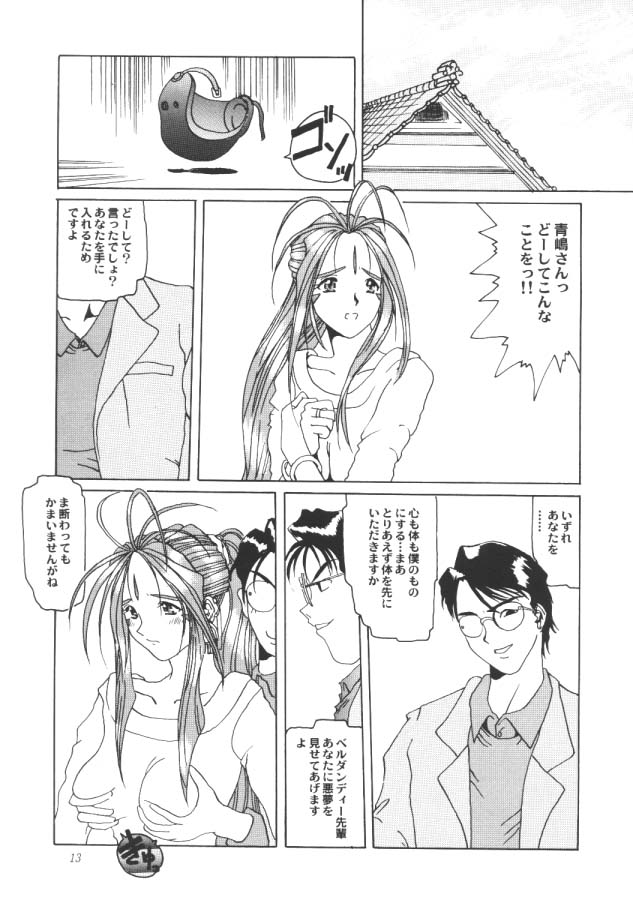 コンッ
青嶋さんっ
どーしてこんな
ことをっ!!
どーして?
言ったでしょ?
あなたを手に
入れるため
ですよ
いずれ
あなたを
……
心も体も僕のもの
にする…まあ
とりあえず体を先に
いただきますか
ベルダンディー先輩
あなたに悪夢を
見せてあげます
よ
ま断わっても
かまいませんがね
きゅっ
13